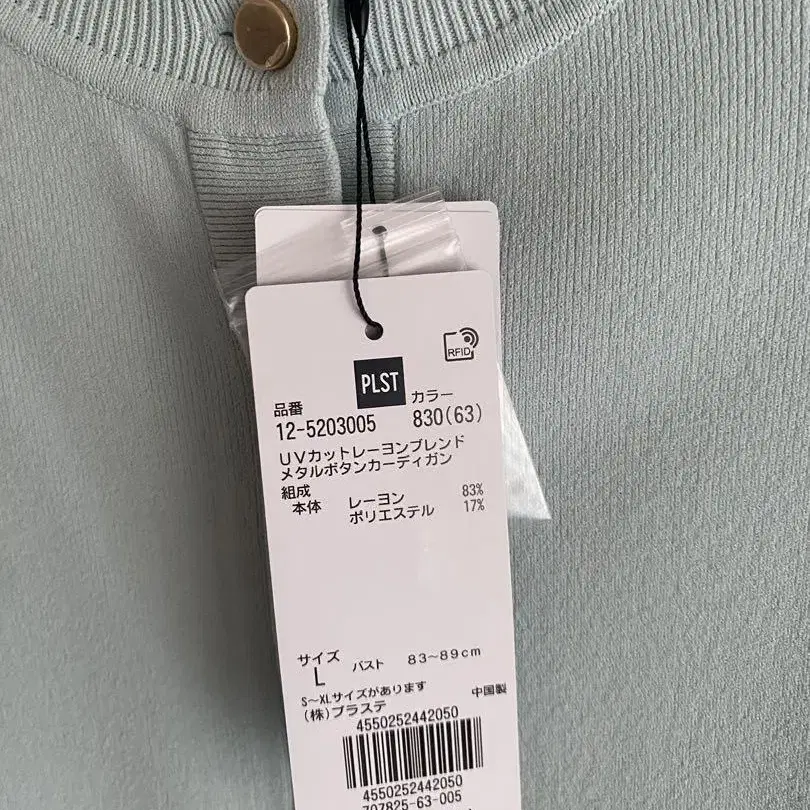 RFID
PLST
品番 カラー
12-5203005 830(63)
UVカットレーヨンブレンド
メタルボタンカーディガン
組成
本体 レーヨン 83%
ポリエステル 17%
サイズ バスト 83~89cm
L
S~XLサイズがあります 中国製
(株)プラステ
4550252442050
4550252442050
707825-63-005